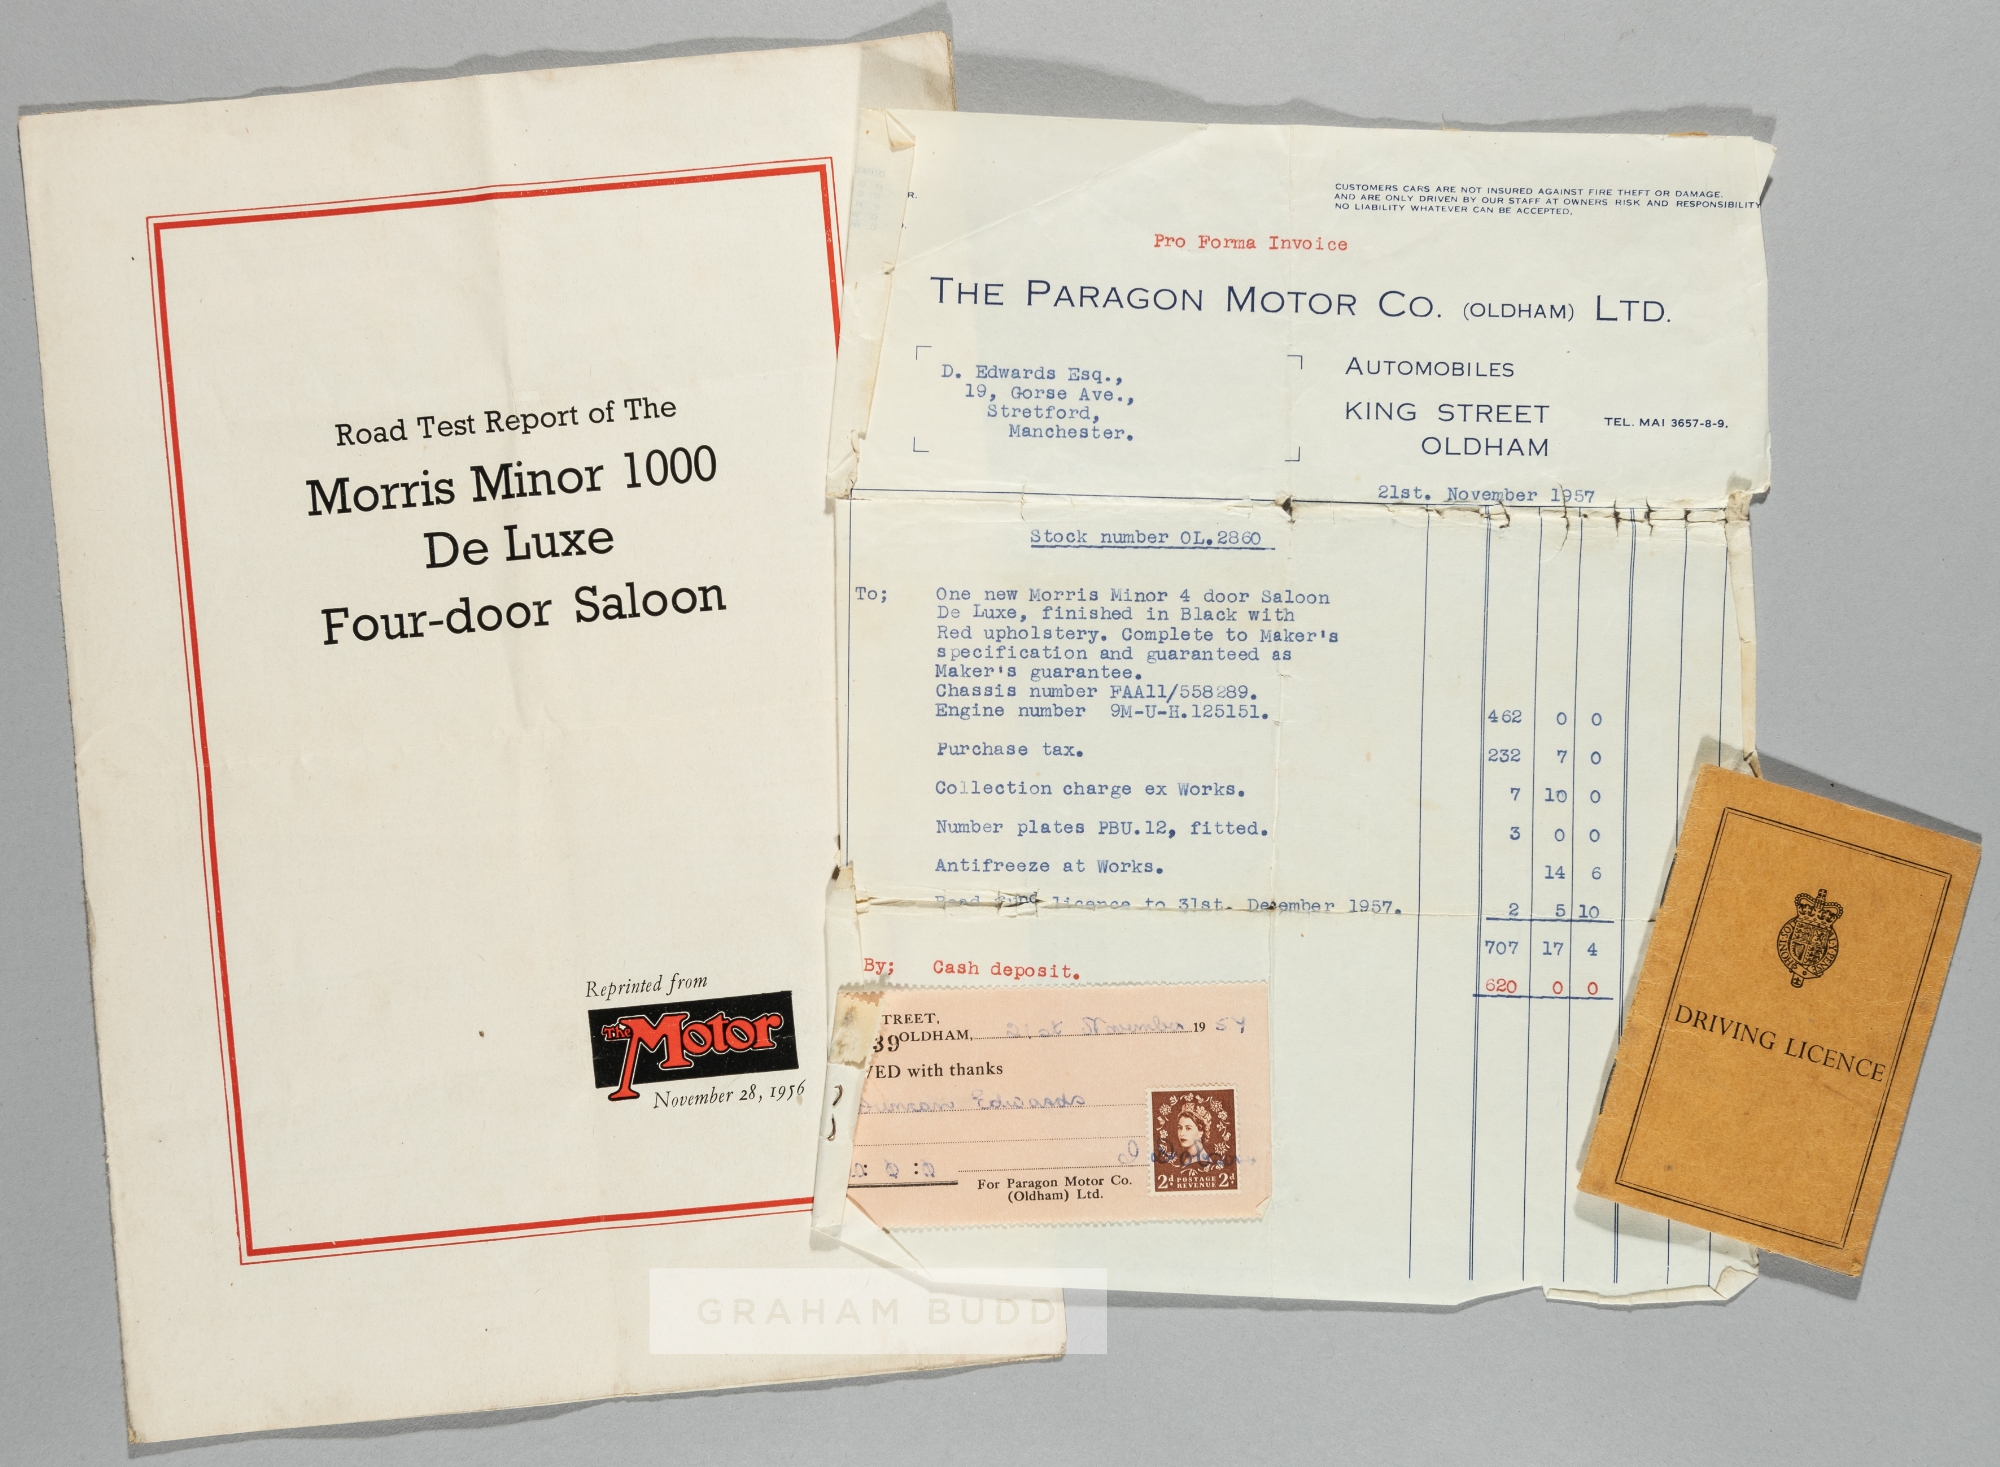 Road Test Report of The
Morris Minor 1000
De Luxe
Four-door Saloon
Reprinted from
The Motor
November 28, 1956
R.
CUSTOMERS CARS ARE NOT INSURED AGAINST FIRE THEFT OR DAMAGE.
AND ARE ONLY DRIVEN BY OUR STAFF AT OWNERS RISK AND RESPONSIBILITY
NO LIABILITY WHATEVER CAN BE ACCEPTED.
Pro Forma Invoice
THE PARAGON MOTOR CO. (OLDHAM) LTD.
D. Edwards Esq.,
19, Gorse Ave.,
Stretford,
Manchester.
AUTOMOBILES
KING STREET
OLDHAM
TEL. MAI 3657-8-9.
21st. November 1957
Stock number OL.2860
To; One new Morris Minor 4 door Saloon
De Luxe, finished in Black with
Red upholstery. Complete to Maker's
specification and guaranteed as
Maker's guarantee.
Chassis number FAA11/558289.
Engine number 9M-U-H.125151. 462 0 0
Purchase tax. 232 7 0
Collection charge ex Works. 7 10 0
Number plates PBU.12, fitted. 3 0 0
Antifreeze at Works. 14 6
Road fund licence to 31st. December 1957. 2 5 10
707 17 4
By; Cash deposit. 620 0 0
TREET,
39 OLDHAM, 21st November 1957
VED with thanks
Duncan Edwards
For Paragon Motor Co.
(Oldham) Ltd.
2d POSTAGE REVENUE 2d
DRIVING LICENCE
GRAHAM BUDD